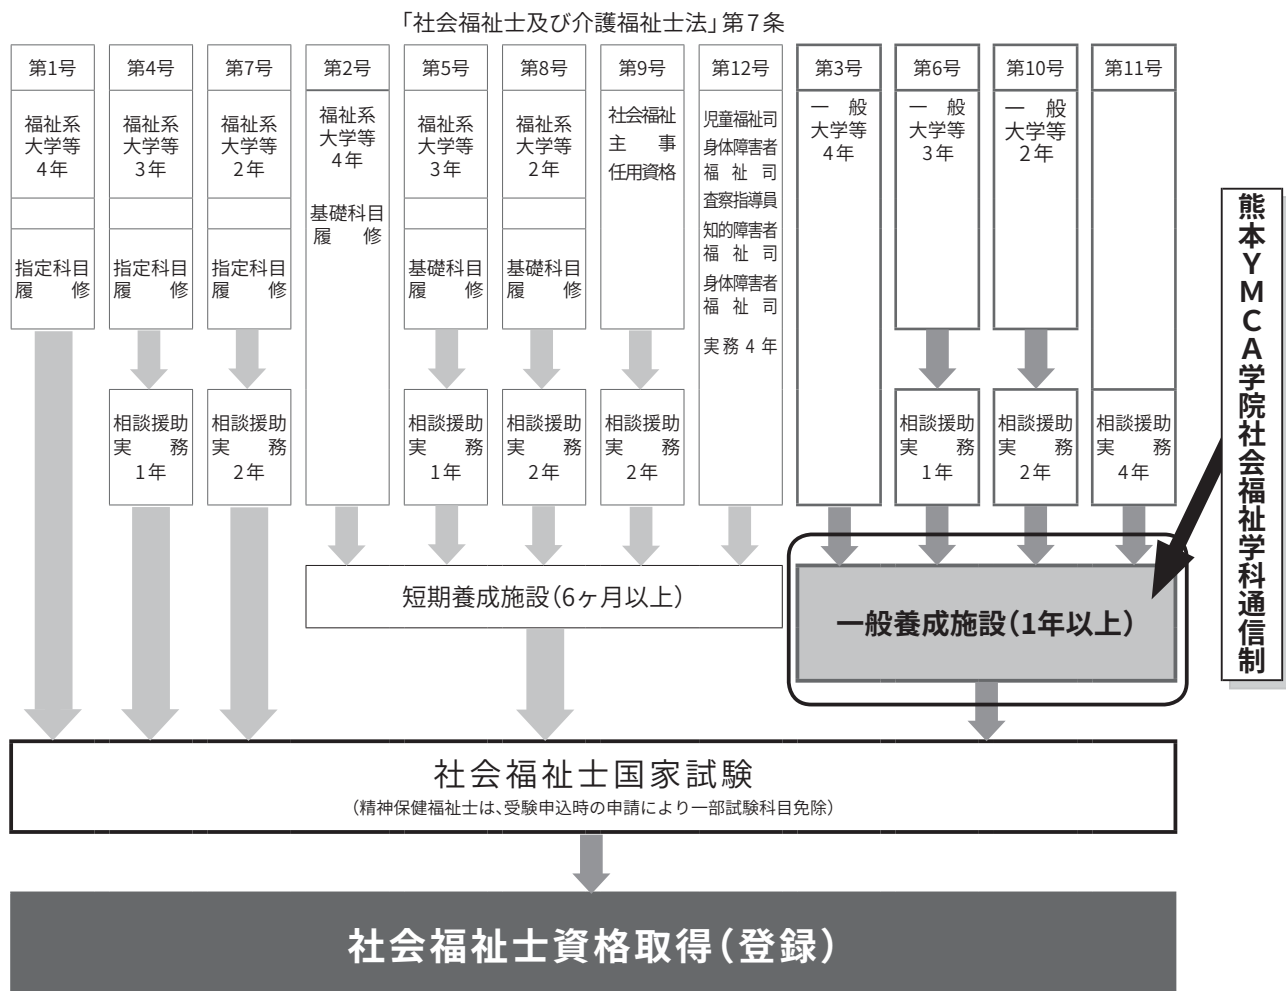 「社会福祉士及び介護福祉士法」第7条
第1号
福祉系
大学等
4年
指定科目
履修
第4号
福祉系
大学等
3年
指定科目
履修
相談援助
実務
1年
第7号
福祉系
大学等
2年
指定科目
履修
相談援助
実務
2年
第2号
福祉系
大学等
4年
基礎科目
履修
第5号
福祉系
大学等
3年
基礎科目
履修
相談援助
実務
1年
第8号
福祉系
大学等
2年
基礎科目
履修
相談援助
実務
2年
第9号
社会福祉
主事
任用資格
相談援助
実務
2年
第12号
児童福祉司
身体障害者
福祉司
査察指導員
知的障害者
福祉司
身体障害者
福祉司
実務4年
第3号
一般
大学等
4年
第6号
一般
大学等
3年
相談援助
実務
1年
第10号
一般
大学等
2年
相談援助
実務
2年
第11号
相談援助
実務
4年
熊本YMCA学院社会福祉学科通信制
短期養成施設(6ヶ月以上)
一般養成施設(1年以上)
社会福祉士国家試験
(精神保健福祉士は、受験申込時の申請により一部試験科目免除)
社会福祉士資格取得(登録)